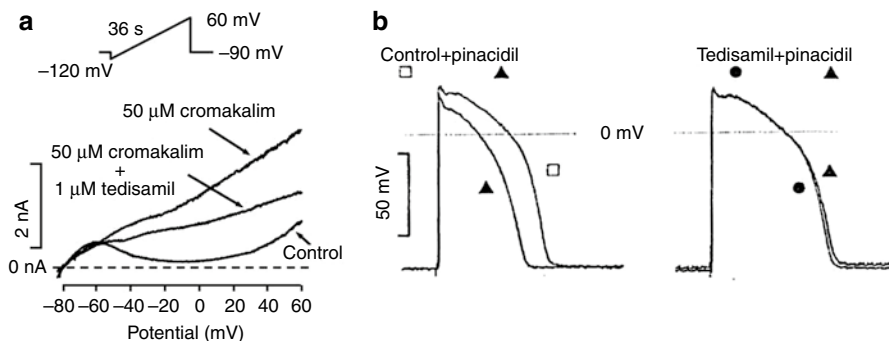 a
36 s
60 mV
–90 mV
–120 mV
50 μM cromakalim
50 μM cromakalim
+
1 μM tedisamil
Control
2 nA
0 nA
–80 –60 –40 –20 0 20 40 60
Potential (mV)
b
Control+pinacidil
Tedisamil+pinacidil
0 mV
50 mV